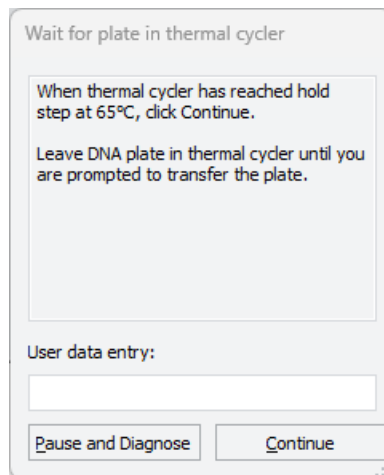 Wait for plate in thermal cycler
When thermal cycler has reached hold
step at 65ºC, click Continue.
Leave DNA plate in thermal cycler until you
are prompted to transfer the plate.
User data entry:
Pause and Diagnose
Continue